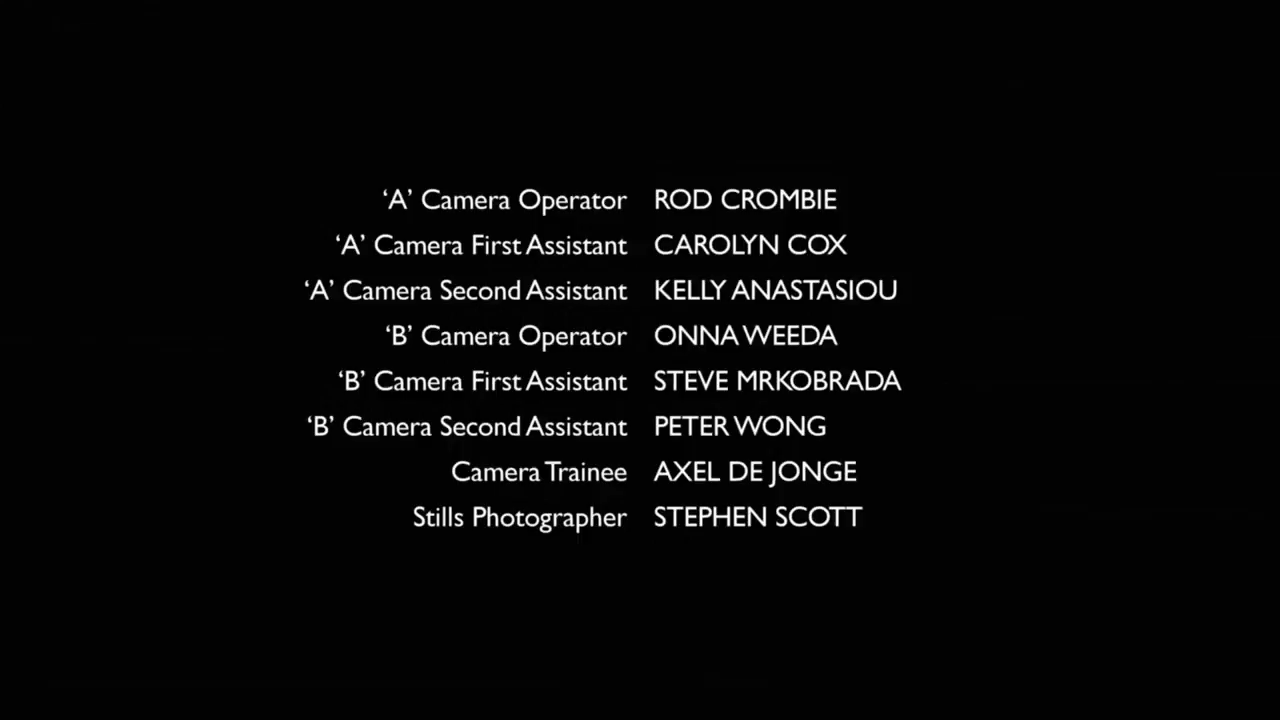 ‘A’ Camera Operator ROD CROMBIE
‘A’ Camera First Assistant CAROLYN COX
‘A’ Camera Second Assistant KELLY ANASTASIOU
‘B’ Camera Operator ONNA WEEDA
‘B’ Camera First Assistant STEVE MRKOBRADA
‘B’ Camera Second Assistant PETER WONG
Camera Trainee AXEL DE JONGE
Stills Photographer STEPHEN SCOTT